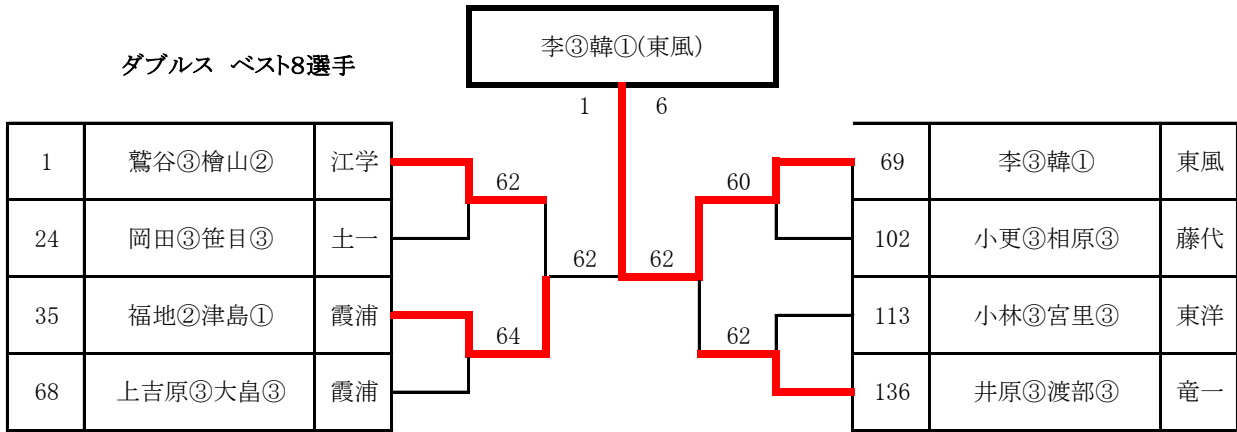 李③韓①(東風)
ダブルス ベスト8選手
1 6
1 鷲谷③檜山② 江学
62
24 岡田③笹目③ 土一
62
35 福地②津島① 霞浦
64
68 上吉原③大畠③ 霞浦
69 李③韓① 東風
60
102 小更③相原③ 藤代
62
113 小林③宮里③ 東洋
62
136 井原③渡部③ 竜一